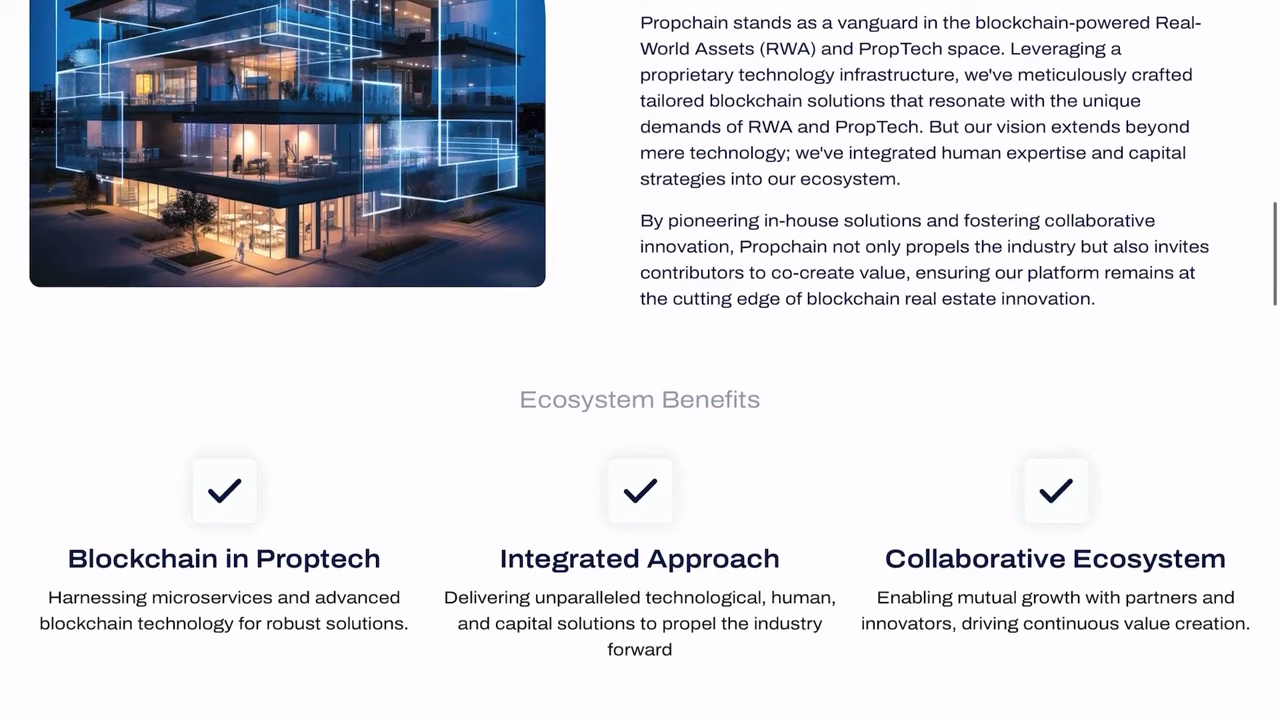 Propchain stands as a vanguard in the blockchain-powered Real-
World Assets (RWA) and PropTech space. Leveraging a
proprietary technology infrastructure, we've meticulously crafted
tailored blockchain solutions that resonate with the unique
demands of RWA and PropTech. But our vision extends beyond
mere technology; we've integrated human expertise and capital
strategies into our ecosystem.
By pioneering in-house solutions and fostering collaborative
innovation, Propchain not only propels the industry but also invites
contributors to co-create value, ensuring our platform remains at
the cutting edge of blockchain real estate innovation.
Ecosystem Benefits
Blockchain in Proptech
Harnessing microservices and advanced
blockchain technology for robust solutions.
Integrated Approach
Delivering unparalleled technological, human,
and capital solutions to propel the industry
forward
Collaborative Ecosystem
Enabling mutual growth with partners and
innovators, driving continuous value creation.